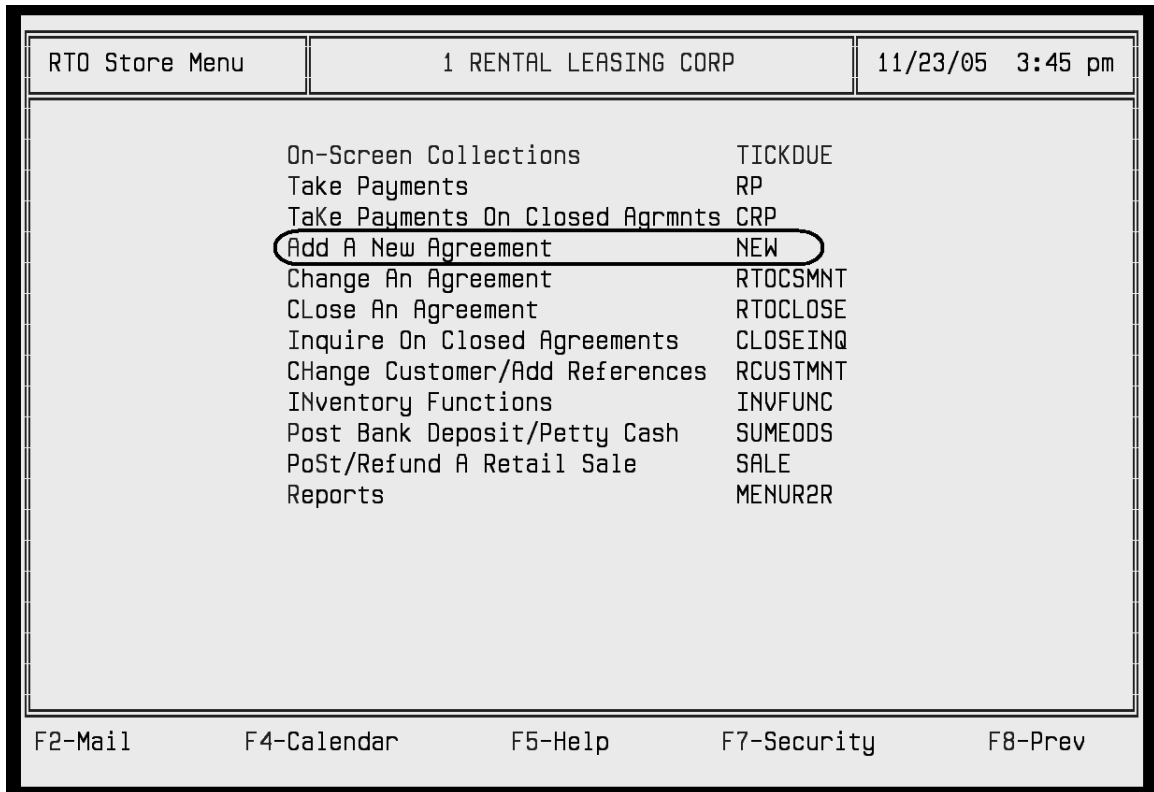 RTO Store Menu 1 RENTAL LEASING CORP 11/23/05 3:45 pm
On-Screen Collections TICKDUE
Take Payments RP
TaKe Payments On Closed Agrmnts CRP
Add A New Agreement NEW
Change An Agreement RTOCSMNT
CLose An Agreement RTOCLOSE
Inquire On Closed Agreements CLOSEINQ
CHange Customer/Add References RCUSTMNT
INventory Functions INVFUNC
Post Bank Deposit/Petty Cash SUMEODS
PoSt/Refund A Retail Sale SALE
Reports MENUR2R
F2-Mail F4-Calendar F5-Help F7-Security F8-Prev